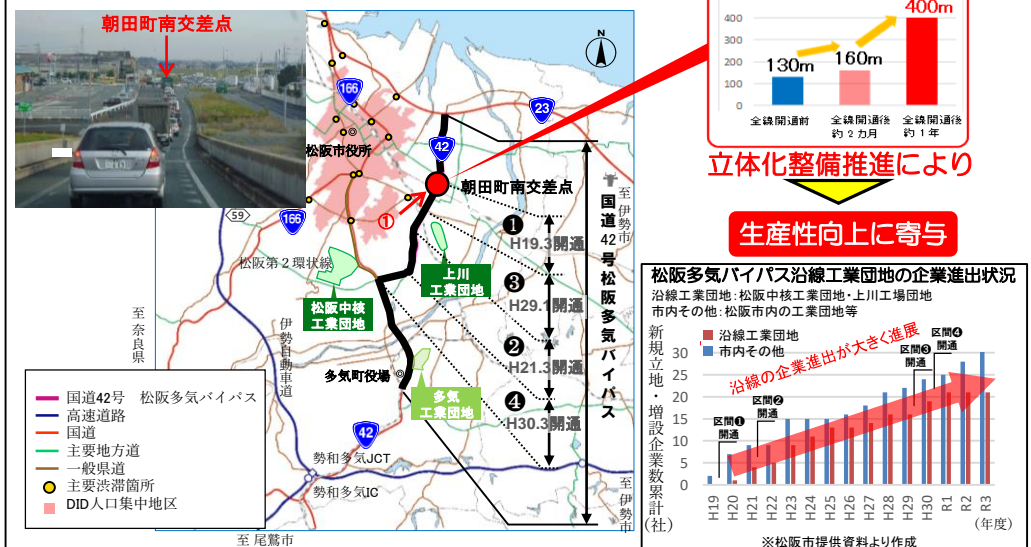 朝田町南交差点
N
166
23
42
松阪市役所
朝田町南交差点
①
59
166
松阪第２環状線
上川
工業団地
松阪中核
工業団地
至 奈良県
伊勢自動車道
多気町役場
多気
工業団地
42
勢和多気JCT
勢和多気IC
至 尾鷲市
至 伊勢市
至 伊勢市
国道42号松阪多気バイパス
❶
H19.3開通
❸
H29.1開通
❷
H21.3開通
❹
H30.3開通
国道42号　松阪多気バイパス
高速道路
国道
主要地方道
一般県道
主要渋滞箇所
DID人口集中地区
400
300
200
100
0
130m
160m
400m
全線開通前
全線開通後
約２カ月
全線開通後
約１年
立体化整備推進により
生産性向上に寄与
松阪多気バイパス沿線工業団地の企業進出状況
沿線工業団地：松阪中核工業団地・上川工場団地
市内その他：松阪市内の工業団地等
新規立地・増設企業数累計
(社)
沿線工業団地
市内その他
沿線の企業進出が大きく進展
30
25
20
15
10
5
0
区間❶
開通
区間❷
開通
区間❸
開通
区間❹
開通
H19
H20
H21
H22
H23
H24
H25
H26
H27
H28
H29
H30
R1
R2
R3
(年度)
※松阪市提供資料より作成